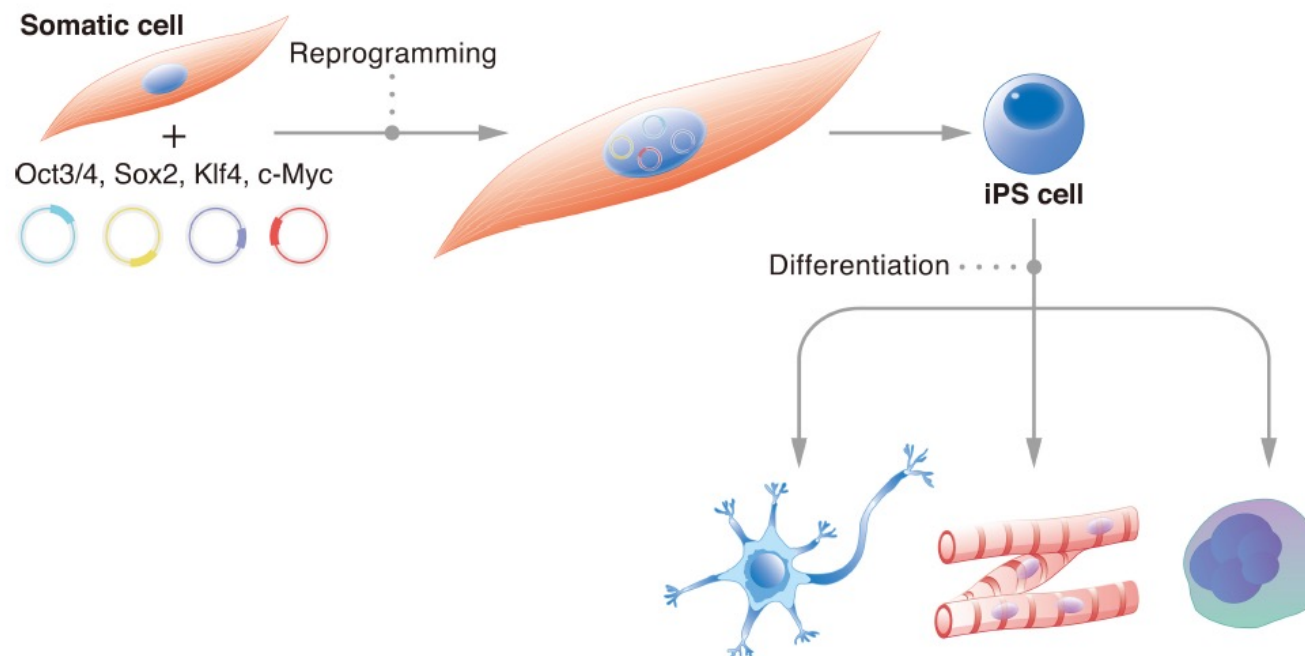 Somatic cell
Reprogramming
+
Oct3/4, Sox2, Klf4, c-Myc
iPS cell
Differentiation